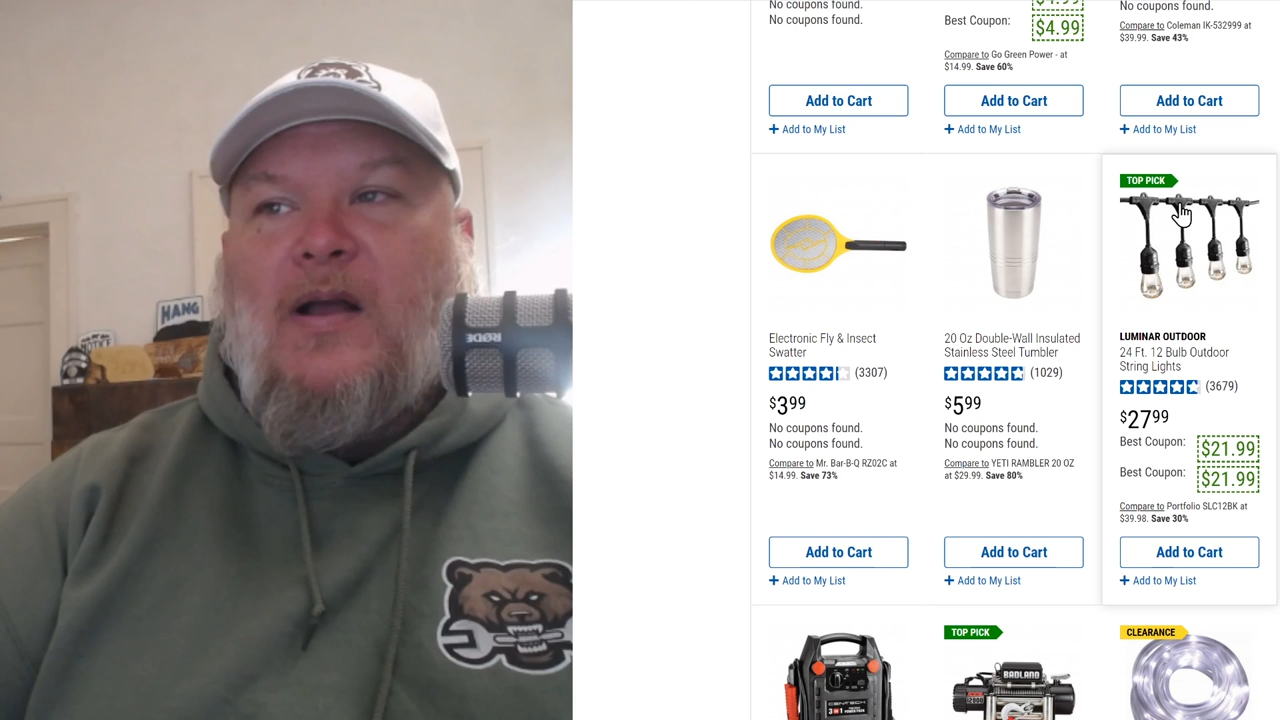 No coupons found.
No coupons found.
Add to Cart
+ Add to My List
$4.99
Best Coupon:
$4.99
Compare to Go Green Power - at
$14.99. Save 60%
Add to Cart
+ Add to My List
No coupons found.
Compare to Coleman IK-532999 at
$39.99. Save 43%
Add to Cart
+ Add to My List
Electronic Fly & Insect
Swatter
(3307)
$3.99
No coupons found.
No coupons found.
Compare to Mr. Bar-B-Q RZ02C at
$14.99. Save 73%
Add to Cart
+ Add to My List
20 Oz Double-Wall Insulated
Stainless Steel Tumbler
(1029)
$5.99
No coupons found.
No coupons found.
Compare to YETI RAMBLER 20 OZ
at $29.99. Save 80%
Add to Cart
+ Add to My List
TOP PICK
LUMINAR OUTDOOR
24 Ft. 12 Bulb Outdoor
String Lights
(3679)
$27.99
Best Coupon:
$21.99
Best Coupon:
$21.99
Compare to Portfolio SLC12BK at
$39.98. Save 30%
Add to Cart
+ Add to My List
TOP PICK
BADLAND
CLEARANCE
HANG
NOTICE
RØDE